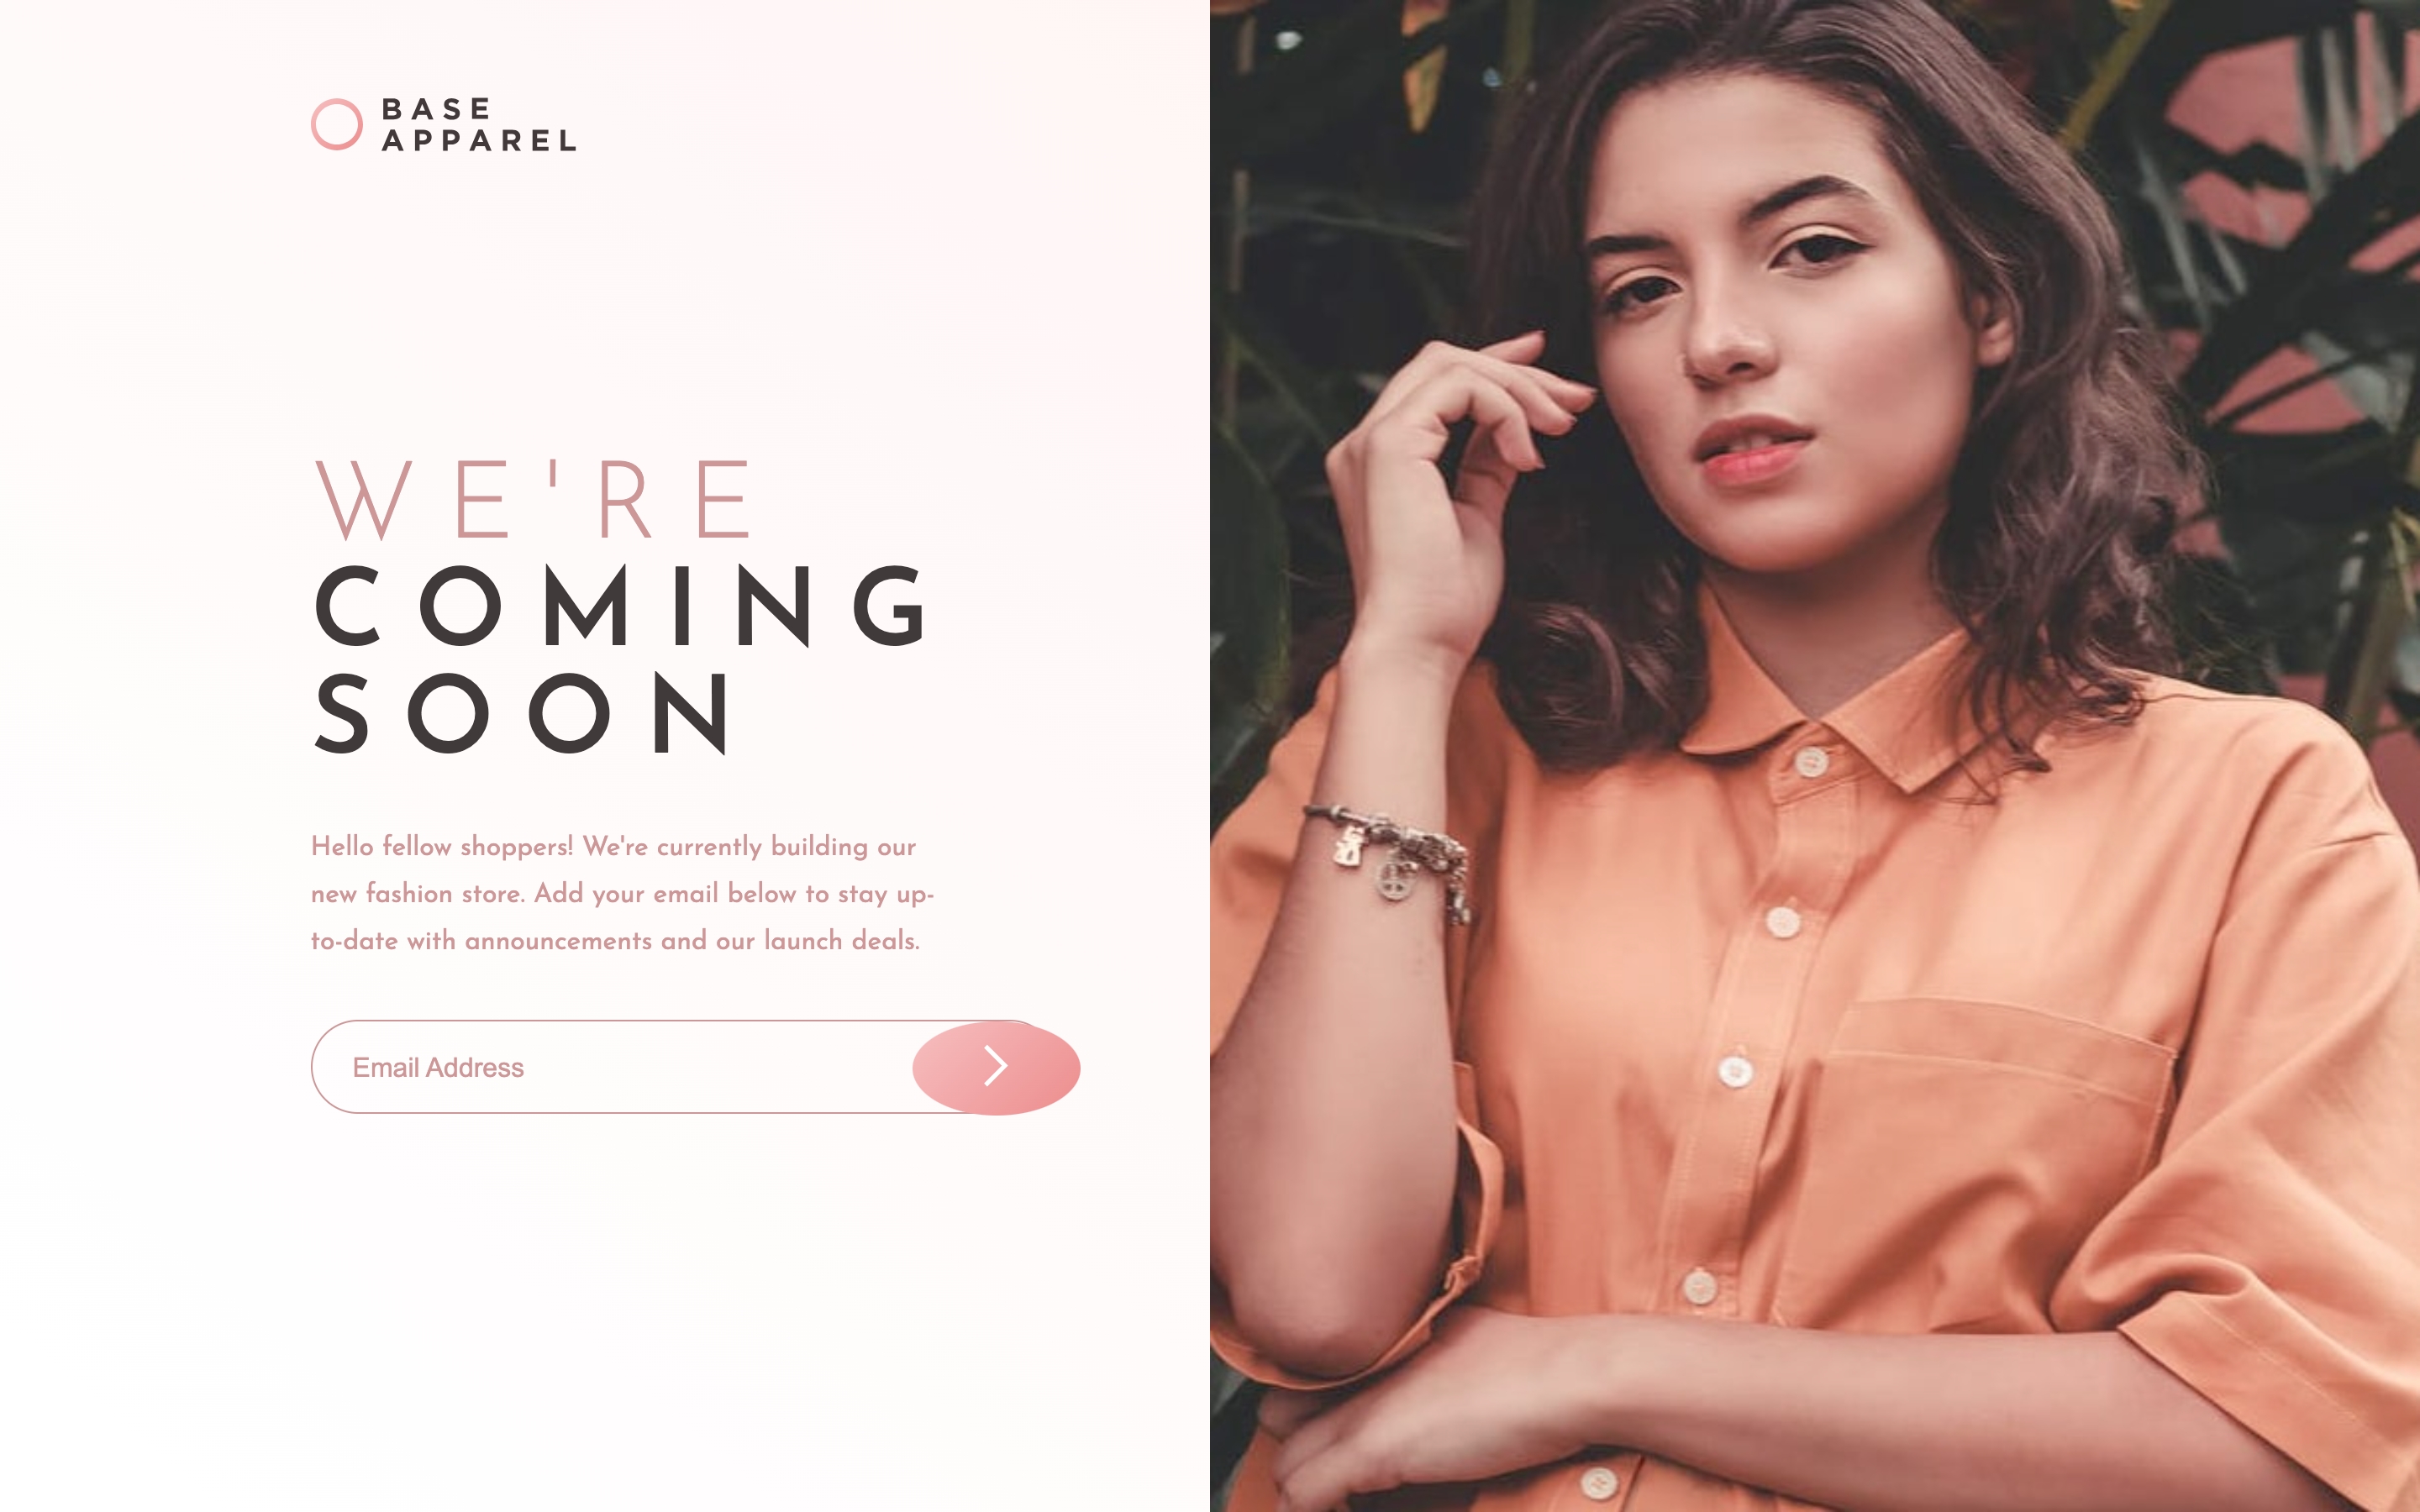 BASE
APPAREL
WE'RE
COMING
SOON
Hello fellow shoppers! We're currently building our
new fashion store. Add your email below to stay up-
to-date with announcements and our launch deals.
Email Address